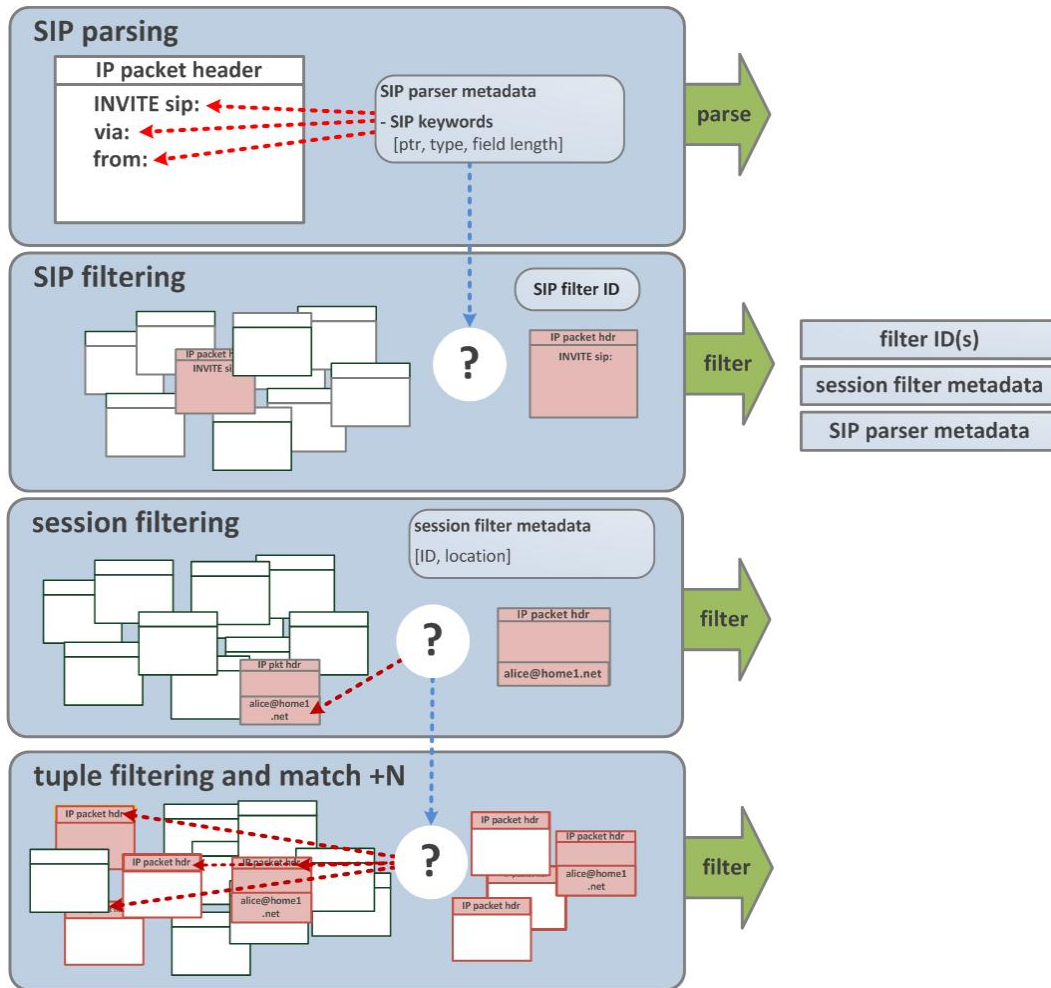 SIP parsing
IP packet header
INVITE sip:
via:
from:
SIP parser metadata
- SIP keywords
[ptr, type, field length]
parse
SIP filtering
SIP filter ID
IP packet h
INVITE si
?
IP packet hdr
INVITE sip:
filter
filter ID(s)
session filter metadata
SIP parser metadata
session filtering
session filter metadata
[ID, location]
IP pkt hdr
alice@home1
.net
?
IP packet hdr
alice@home1.net
filter
tuple filtering and match +N
IP packet hdr
IP packet hdr
IP packet hdr
alice@home1
.net
?
IP packet hdr
IP packet hdr
alice@home1
.net
IP packet hdr
filter